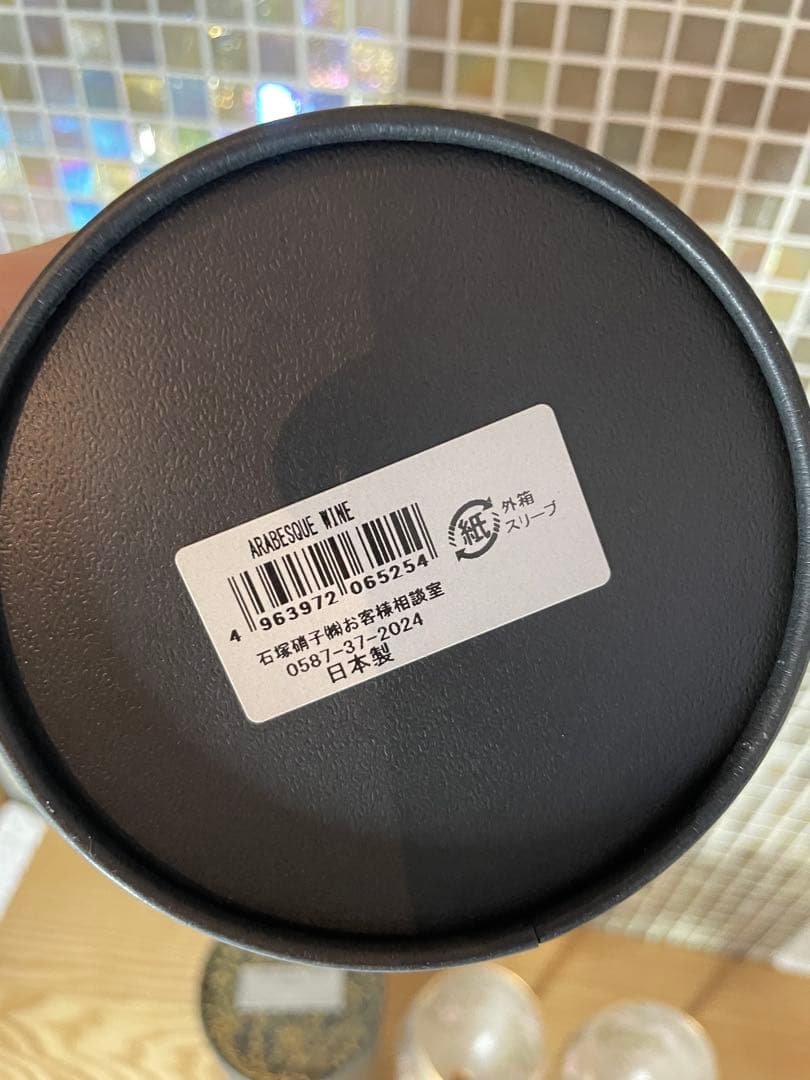 ARABESQUE WINE
4 963972 065254
紙
外箱
スリーブ
石塚硝子㈱お客様相談室
0587-37-2024
日本製